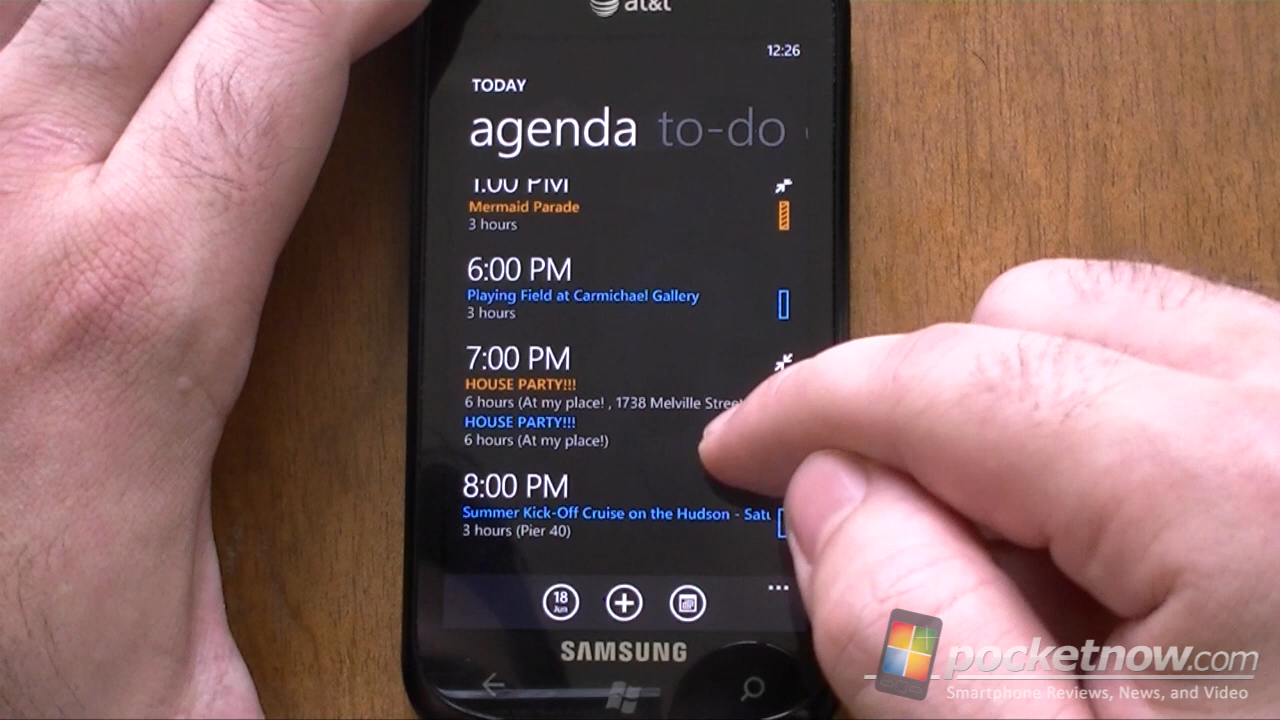 at&t
12:26
TODAY
agenda to-do
1:00 PM
Mermaid Parade
3 hours
6:00 PM
Playing Field at Carmichael Gallery
3 hours
7:00 PM
HOUSE PARTY!!!
6 hours (At my place! , 1738 Melville Street
HOUSE PARTY!!!
6 hours (At my place!)
8:00 PM
Summer Kick-Off Cruise on the Hudson - Satu
3 hours (Pier 40)
18
Jun
SAMSUNG
pocketnow.com
Smartphone Reviews, News, and Video